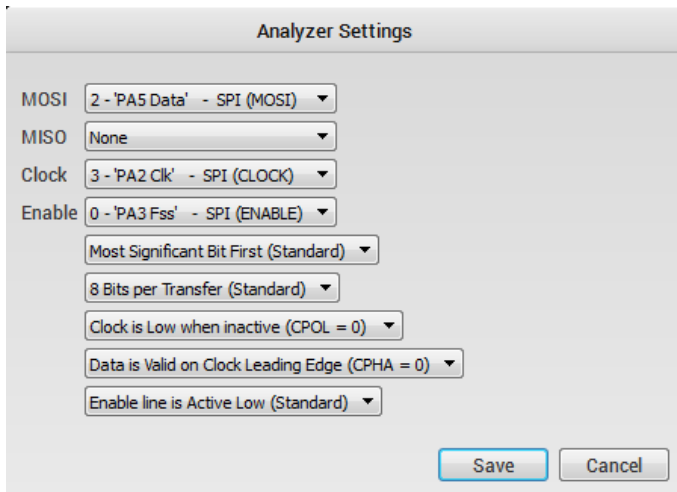 Analyzer Settings
MOSI 2 - 'PA5 Data' - SPI (MOSI)
MISO None
Clock 3 - 'PA2 Clk' - SPI (CLOCK)
Enable 0 - 'PA3 Fss' - SPI (ENABLE)
Most Significant Bit First (Standard)
8 Bits per Transfer (Standard)
Clock is Low when inactive (CPOL = 0)
Data is Valid on Clock Leading Edge (CPHA = 0)
Enable line is Active Low (Standard)
Save Cancel